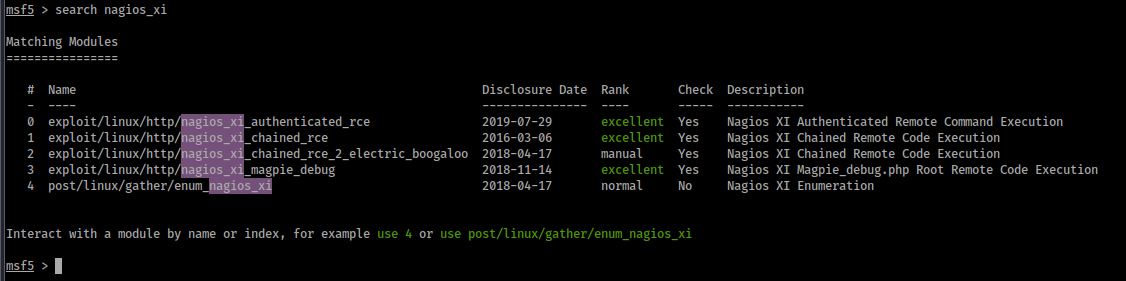 msf5 > search nagios_xi
Matching Modules
================
#  Name  Disclosure Date  Rank  Check  Description
-  ----  ---------------  ----  -----  -----------
0  exploit/linux/http/nagios_xi_authenticated_rce  2019-07-29  excellent  Yes  Nagios XI Authenticated Remote Command Execution
1  exploit/linux/http/nagios_xi_chained_rce  2016-03-06  excellent  Yes  Nagios XI Chained Remote Code Execution
2  exploit/linux/http/nagios_xi_chained_rce_2_electric_boogaloo  2018-04-17  manual  Yes  Nagios XI Chained Remote Code Execution
3  exploit/linux/http/nagios_xi_magpie_debug  2018-11-14  excellent  Yes  Nagios XI Magpie_debug.php Root Remote Code Execution
4  post/linux/gather/enum_nagios_xi  2018-04-17  normal  No  Nagios XI Enumeration
Interact with a module by name or index, for example use 4 or use post/linux/gather/enum_nagios_xi
msf5 >